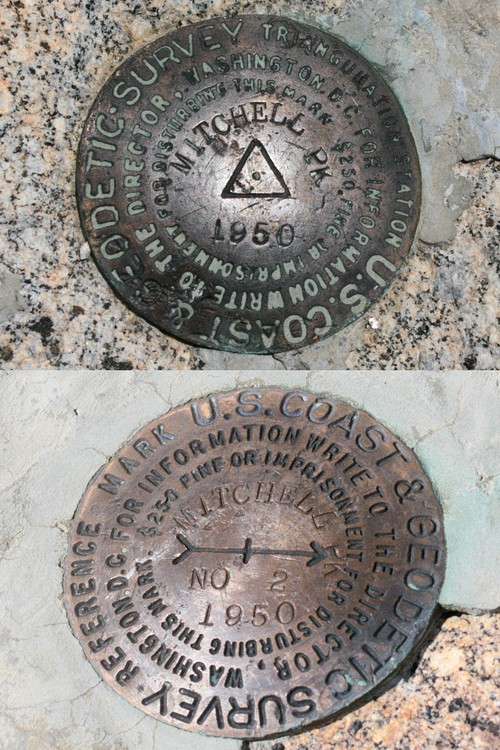 U.S. COAST & GEODETIC SURVEY TRIANGULATION STATION
FOR INFORMATION WRITE TO THE DIRECTOR, WASHINGTON, D.C.
$250 FINE OR IMPRISONMENT FOR DISTURBING THIS MARK.
MITCHELL PK
1950
U.S. COAST & GEODETIC SURVEY REFERENCE MARK
FOR INFORMATION WRITE TO THE DIRECTOR, WASHINGTON, D.C.
$250 FINE OR IMPRISONMENT FOR DISTURBING THIS MARK.
MITCHELL PK
NO 2
1950